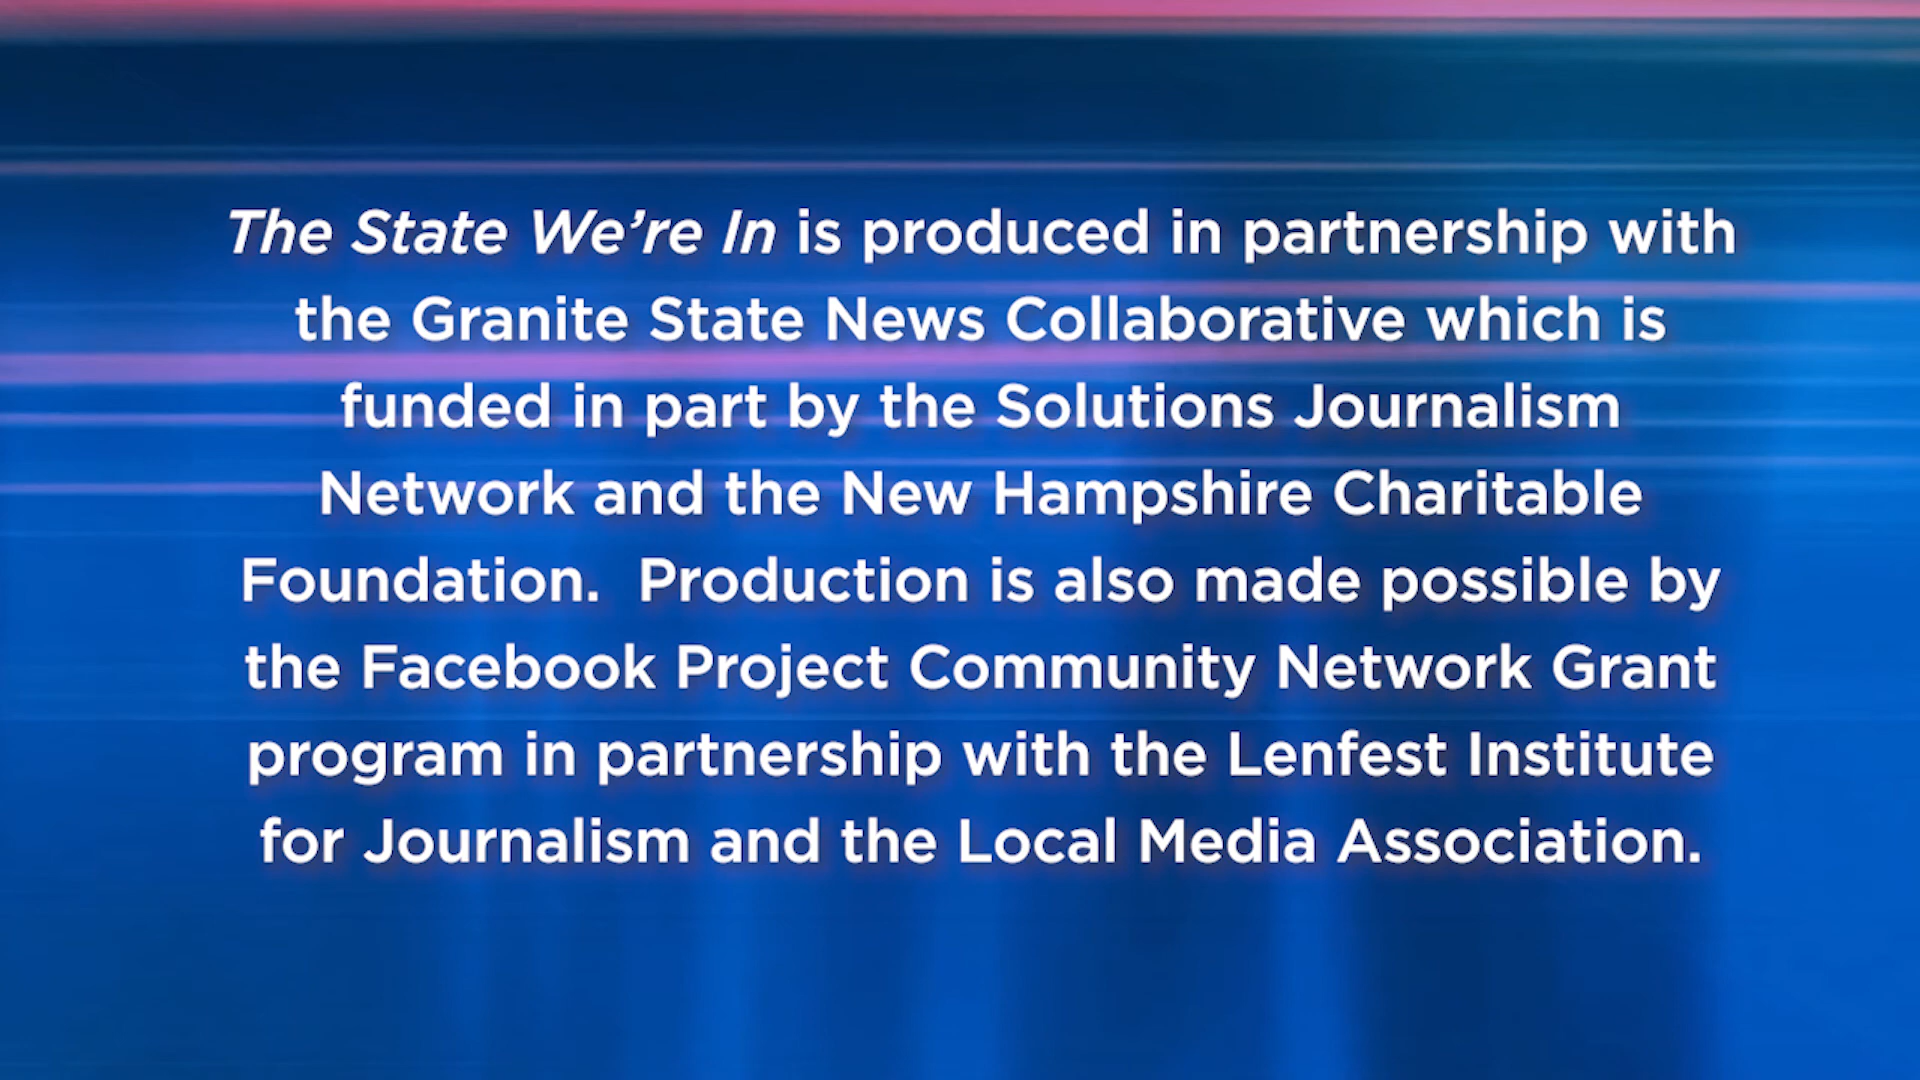 The State We’re In is produced in partnership with
the Granite State News Collaborative which is
funded in part by the Solutions Journalism
Network and the New Hampshire Charitable
Foundation.  Production is also made possible by
the Facebook Project Community Network Grant
program in partnership with the Lenfest Institute
for Journalism and the Local Media Association.